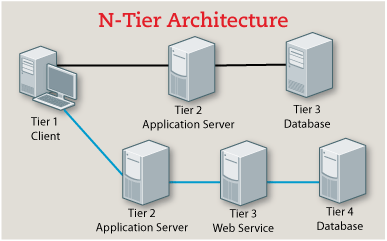 N-Tier Architecture
Tier 1
Client
Tier 2
Application Server
Tier 3
Database
Tier 2
Application Server
Tier 3
Web Service
Tier 4
Database